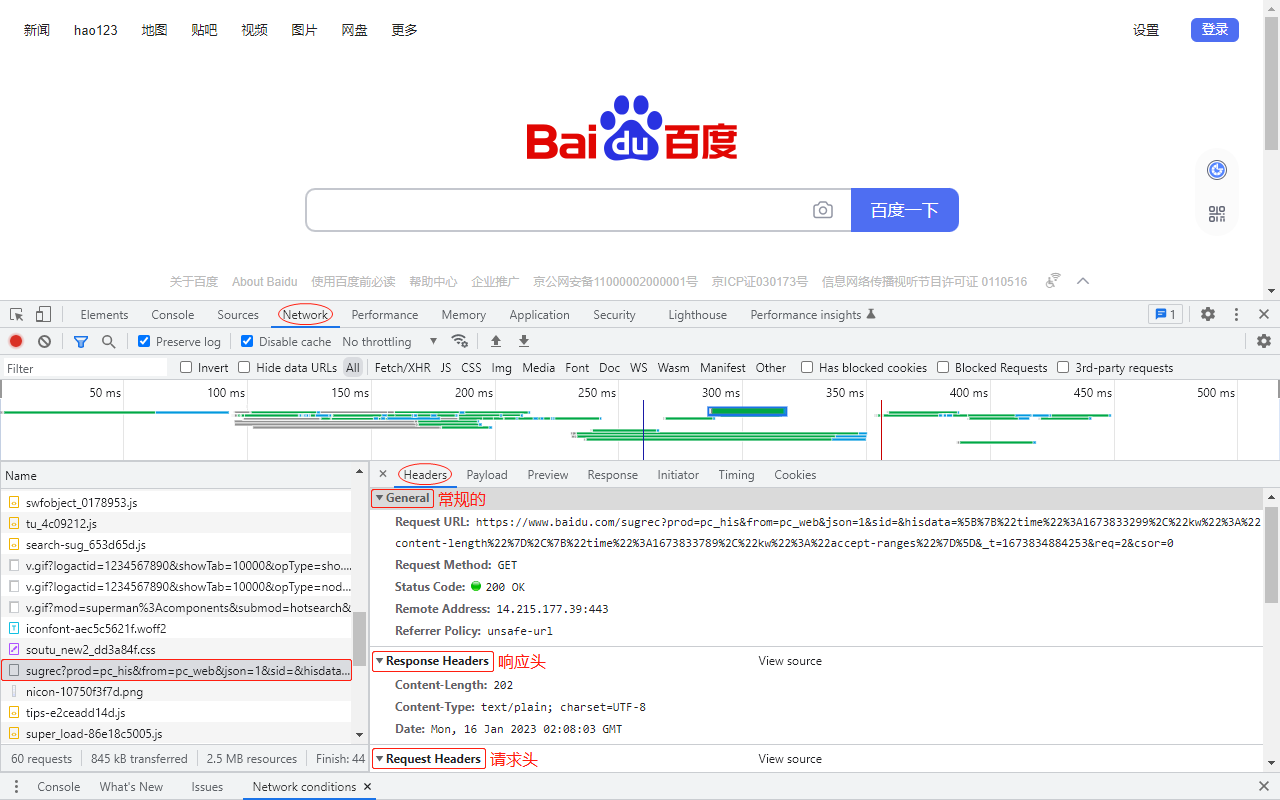 新闻 hao123 地图 贴吧 视频 图片 网盘 更多 设置 登录
Bai du 百度
百度一下
关于百度 About Baidu 使用百度前必读 帮助中心 企业推广 京公网安备11000002000001号 京ICP证030173号 信息网络传播视听节目许可证 0110516
Elements Console Sources Network Performance Memory Application Security Lighthouse Performance insights 1
Preserve log Disable cache No throttling
Filter Invert Hide data URLs All Fetch/XHR JS CSS Img Media Font Doc WS Wasm Manifest Other Has blocked cookies Blocked Requests 3rd-party requests
50 ms 100 ms 150 ms 200 ms 250 ms 300 ms 350 ms 400 ms 450 ms 500 ms
Name
swfobject_0178953.js
tu_4c09212.js
search-sug_653d65d.js
v.gif?logactid=1234567890&showTab=10000&opType=sho...
v.gif?logactid=1234567890&showTab=10000&opType=nod...
v.gif?mod=superman%3Acomponents&submod=hotsearch&
iconfont-aec5c5621f.woff2
soutu_new2_dd3a84f.css
sugrec?prod=pc_his&from=pc_web&json=1&sid=&hisdata...
nicon-10750f3f7d.png
tips-e2ceadd14d.js
super_load-86e18c5005.js
60 requests 845 kB transferred 2.5 MB resources Finish: 44
Headers Payload Preview Response Initiator Timing Cookies
General 常规的
Request URL: https://www.baidu.com/sugrec?prod=pc_his&from=pc_web&json=1&sid=&hisdata=%5B%7B%22time%22%3A1673833299%2C%22kw%22%3A%22
content-length%22%7D%2C%7B%22time%22%3A1673833789%2C%22kw%22%3A%22accept-ranges%22%7D%5D&_t=1673834884253&req=2&csor=0
Request Method: GET
Status Code: 200 OK
Remote Address: 14.215.177.39:443
Referrer Policy: unsafe-url
Response Headers 响应头 View source
Content-Length: 202
Content-Type: text/plain; charset=UTF-8
Date: Mon, 16 Jan 2023 02:08:03 GMT
Request Headers 请求头 View source
Console What's New Issues Network conditions